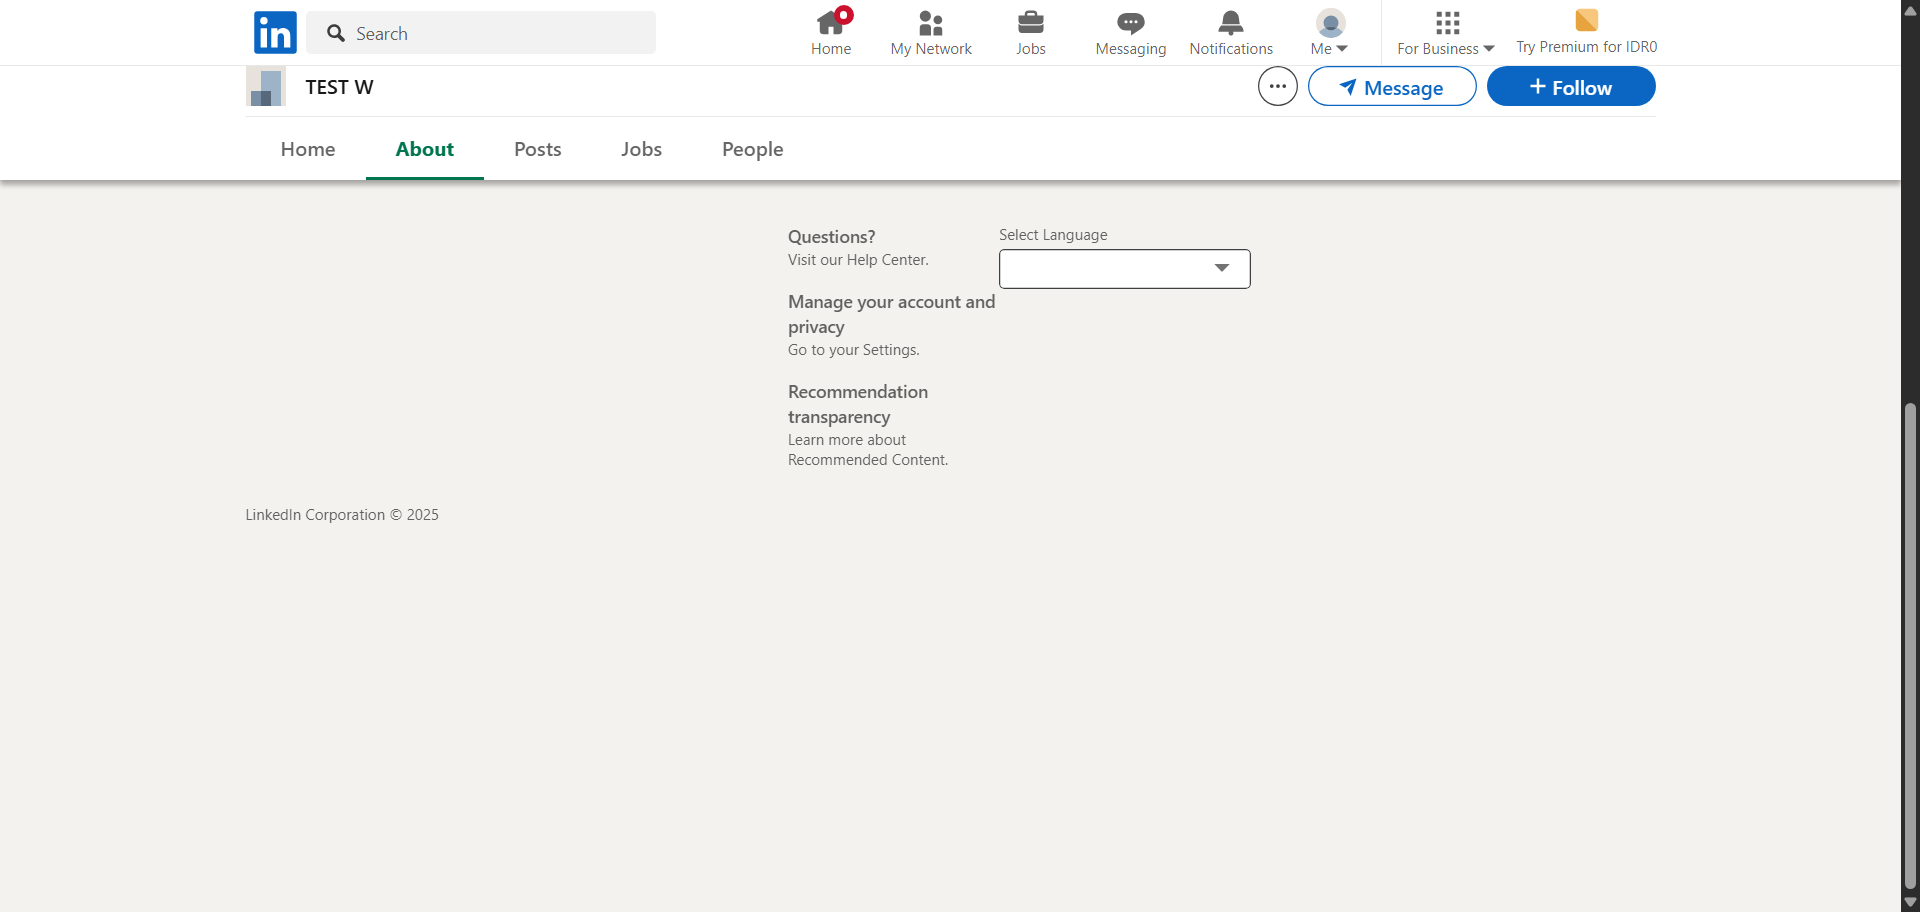 in
Search
Home
My Network
Jobs
Messaging
Notifications
Me
For Business
Try Premium for IDR0
TEST W
Message
Follow
Home
About
Posts
Jobs
People
Questions?
Visit our Help Center.
Manage your account and
privacy
Go to your Settings.
Recommendation
transparency
Learn more about
Recommended Content.
Select Language
LinkedIn Corporation © 2025